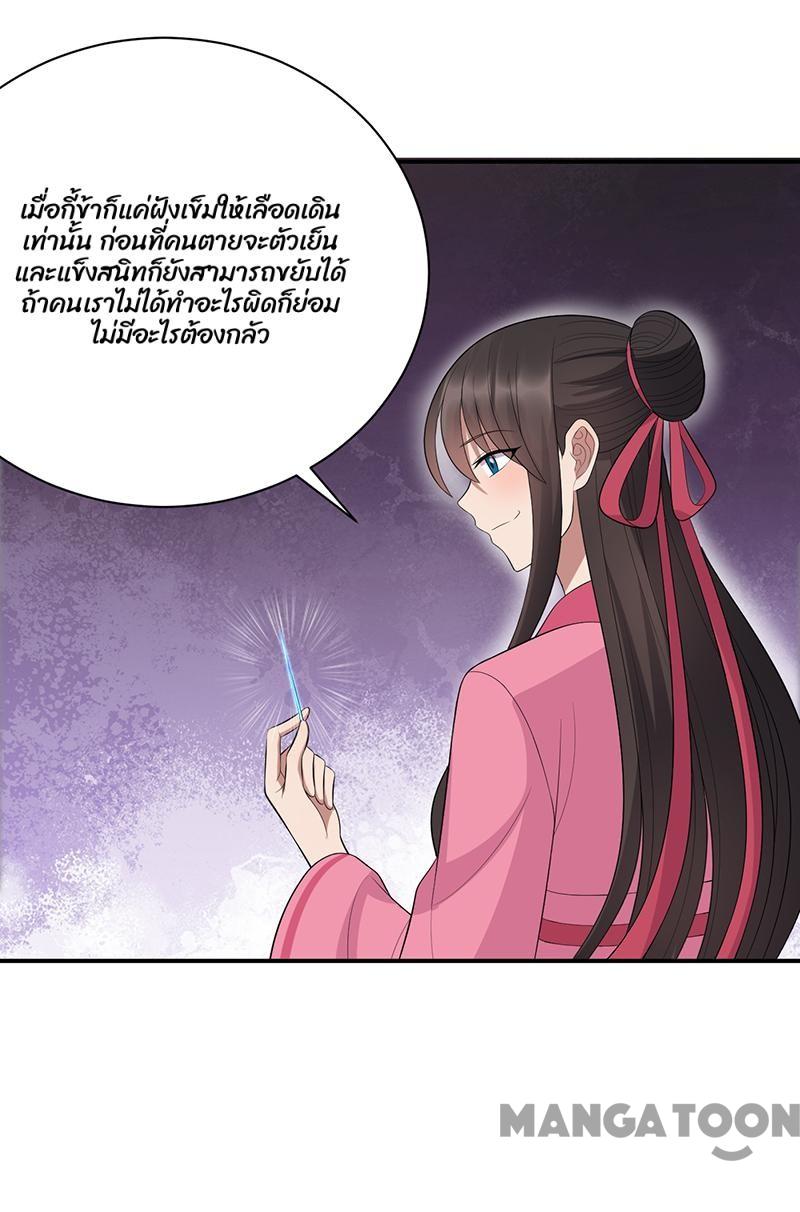 เมื่อกี้ข้าก็แค่ฝังเข็มให้เลือดเดิน
เท่านั้น ก่อนที่คนตายจะตัวเย็น
และแข็งสนิทก็ยังสามารถขยับได้
ถ้าคนเราไม่ได้ทำอะไรผิดก็ย่อม
ไม่มีอะไรต้องกลัว
MANGATOON